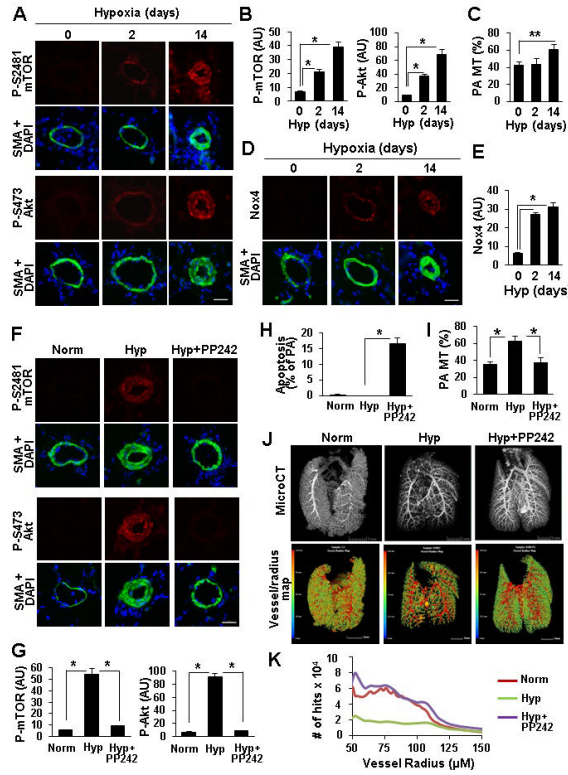 A
Hypoxia (days)
0 2 14
P-S2481
mTOR
SMA +
DAPI
P-S473
Akt
SMA +
DAPI
B
P-mTOR (AU)
50
40
30
20
10
0
*
*
0 2 14
Hyp (days)
P-Akt (AU)
100
80
60
40
20
0
*
*
0 2 14
Hyp (days)
C
PA MT (%)
100
80
60
40
20
0
**
0 2 14
Hyp (days)
D
Hypoxia (days)
0 2 14
Nox4
SMA +
DAPI
E
Nox4 (AU)
40
30
20
10
0
*
0 2 14
Hyp (days)
F
Norm Hyp Hyp+PP242
P-S2481
mTOR
SMA +
DAPI
P-S473
Akt
SMA +
DAPI
G
P-mTOR (AU)
60
50
40
30
20
10
0
* *
Norm Hyp Hyp+
PP242
P-Akt (AU)
100
80
60
40
20
0
* *
Norm Hyp Hyp+
PP242
H
Apoptosis
(% of PA)
20
15
10
5
0
*
Norm Hyp Hyp+
PP242
I
PA MT (%)
100
80
60
40
20
0
* *
Norm Hyp Hyp+
PP242
J
Norm Hyp Hyp+PP242
MicroCT
Vessel/radius
map
K
# of hits x 10⁴
10
8
6
4
2
0
50 75 100 125 150
Vessel Radius (µM)
Norm
Hyp
Hyp+
PP242